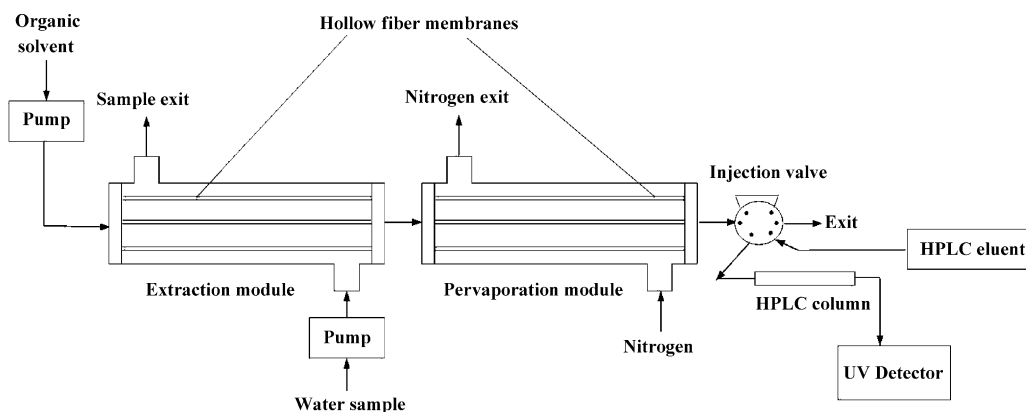 Organic
solvent
Hollow fiber membranes
Pump
Sample exit
Nitrogen exit
Injection valve
Exit
HPLC eluent
Extraction module
Pervaporation module
HPLC column
Pump
Nitrogen
UV Detector
Water sample